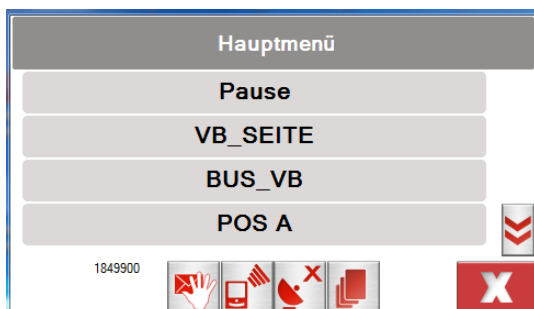 Hauptmenü
Pause
VB_SEITE
BUS_VB
POS A
1849900